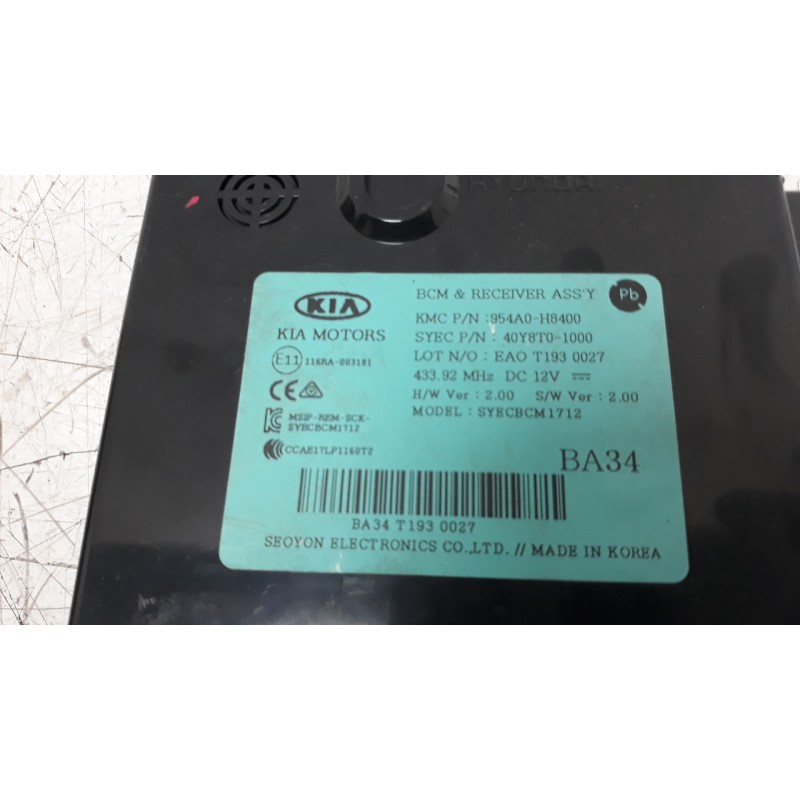 HYUNDAI
KIA
KIA MOTORS
BCM & RECEIVER ASS'Y
Pb
KMC P/N :954A0-H8400
SYEC P/N : 40Y8T0-1000
LOT N/O : EAO T193 0027
433.92 MHz DC 12V
H/W Ver : 2.00 S/W Ver : 2.00
MODEL : SYECBCM1712
E11 116RA-003181
CE
MSIP-REM-SCK-
SYECBCM1712
CCAE17LP1160T2
BA34
BA34 T193 0027
SEOYON ELECTRONICS CO.,LTD. // MADE IN KOREA